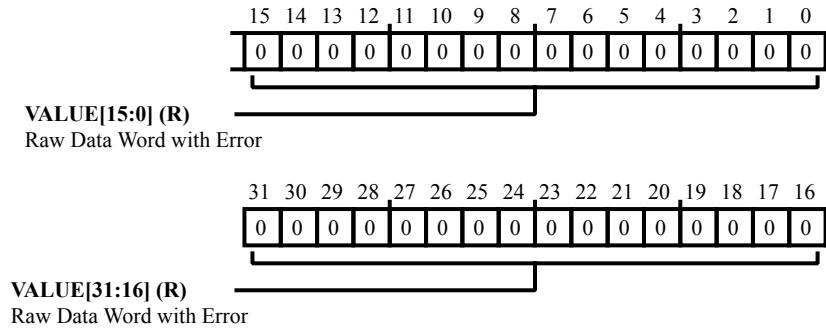 15 14 13 12 11 10 9 8 7 6 5 4 3 2 1 0
0 0 0 0 0 0 0 0 0 0 0 0 0 0 0 0
VALUE[15:0] (R)
Raw Data Word with Error
31 30 29 28 27 26 25 24 23 22 21 20 19 18 17 16
0 0 0 0 0 0 0 0 0 0 0 0 0 0 0 0
VALUE[31:16] (R)
Raw Data Word with Error